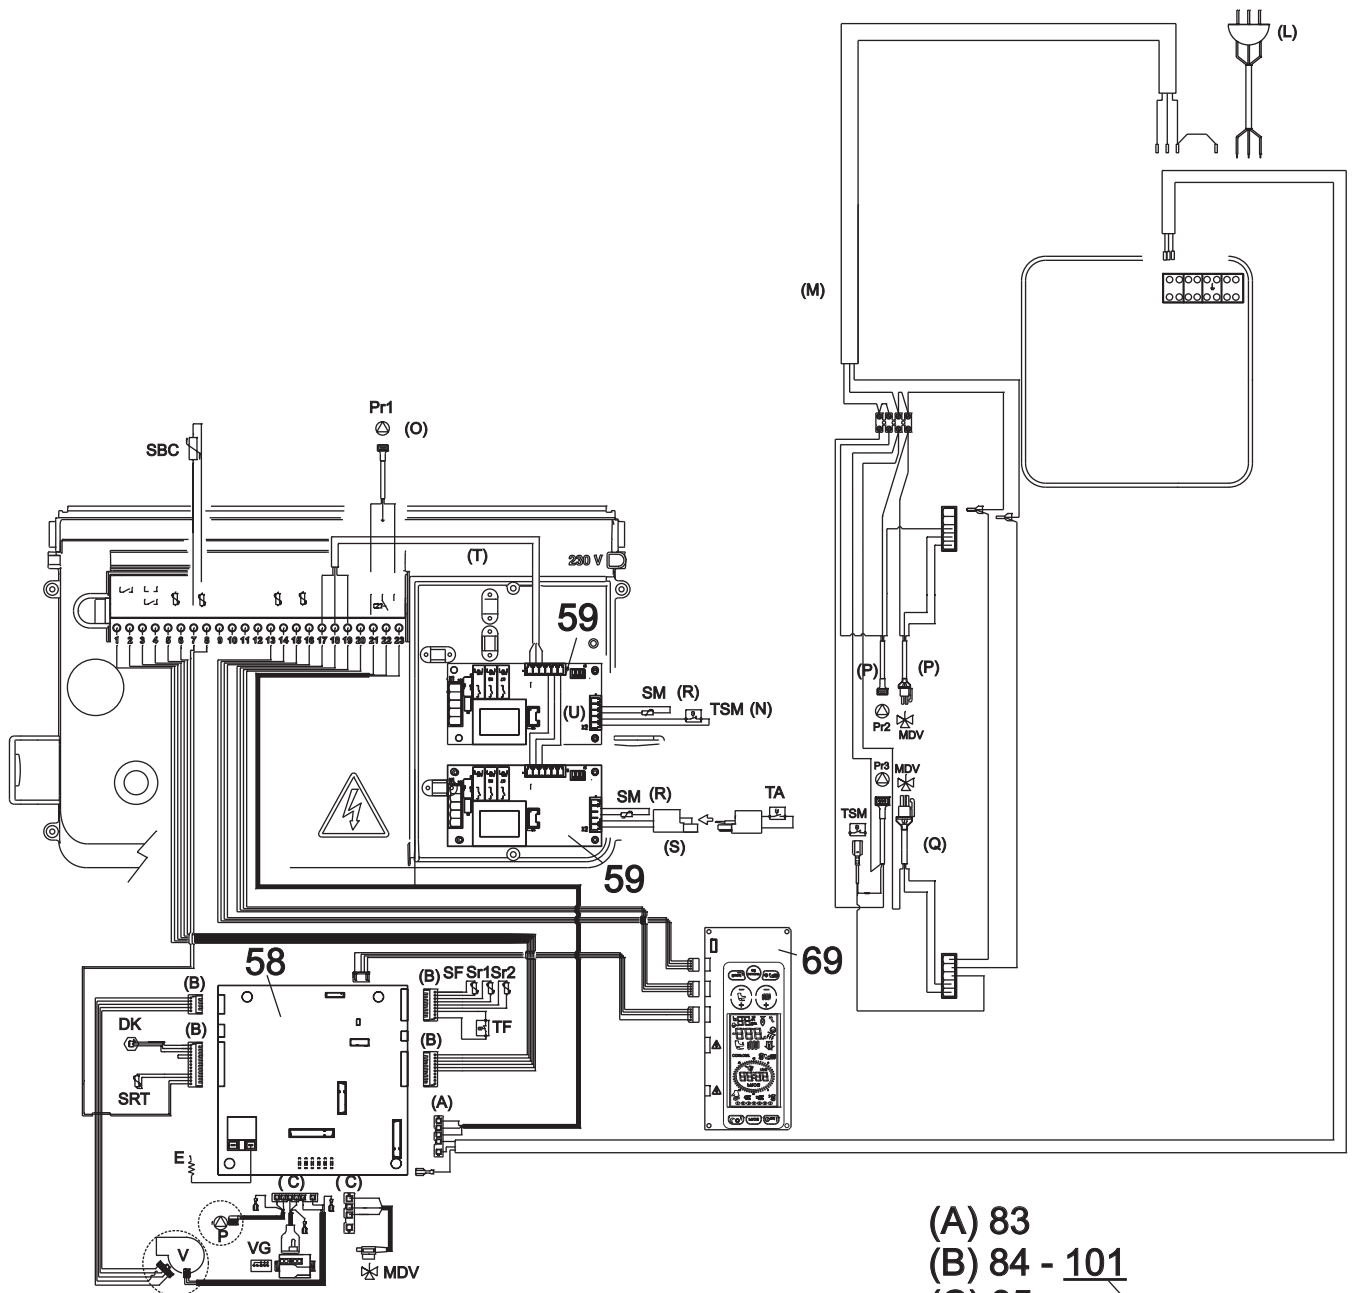 (L)
(M)
Pr1
(O)
SBC
(T)
230 V
59
1 2 3 4 5 6 7 8 9 10 11 12 13 14 15 16 17 18 19 20 21 22 23
(P)
(P)
SM (R)
(U)
TSM (N)
X2
Pr2
MDV
Pr3
MDV
SM (R)
TA
TSM
X2
(S)
(Q)
59
58
69
(B)
(B)
SF Sr1 Sr2
DK
(B)
TF
(B)
SRT
(A)
E
(C)
(C)
P
V
VG
MDV
(A) 83
(B) 84 - 101